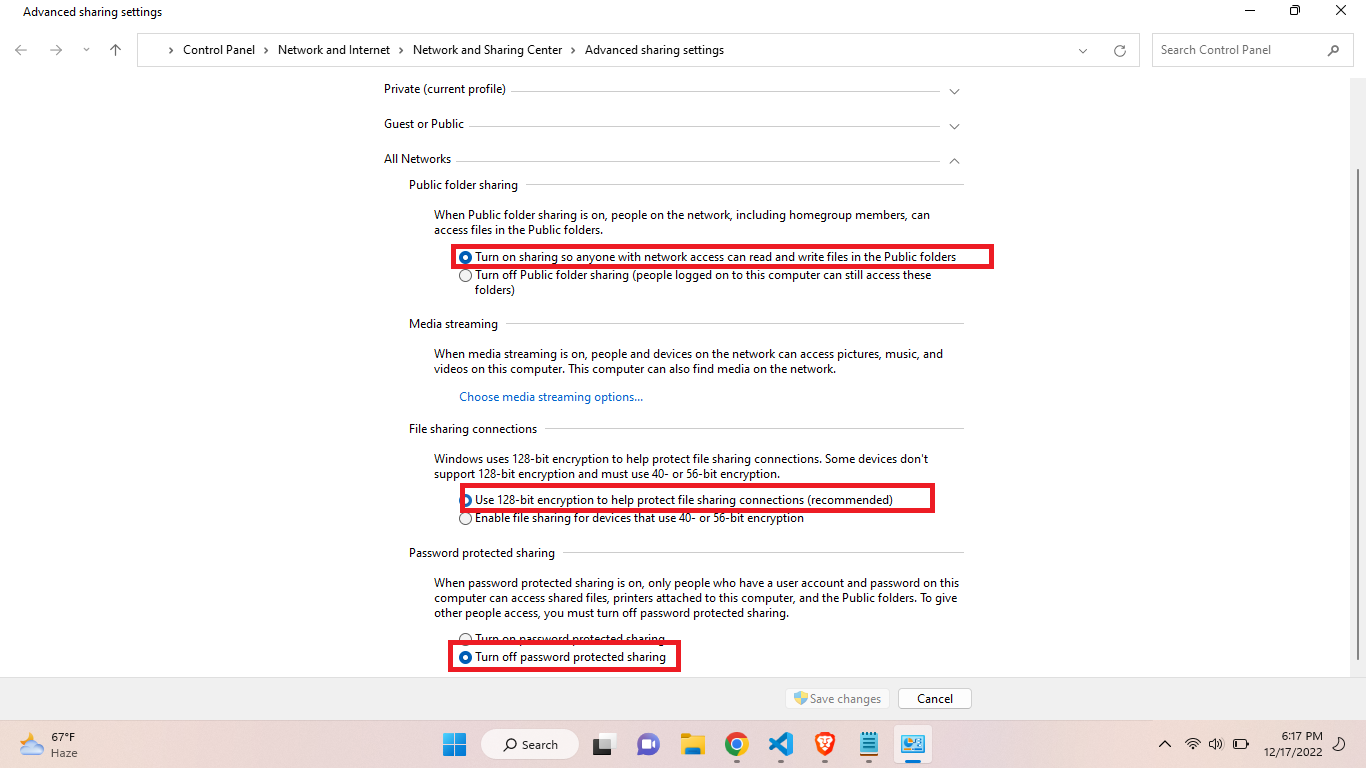 Advanced sharing settings
Control Panel > Network and Internet > Network and Sharing Center > Advanced sharing settings
Search Control Panel
Private (current profile)
Guest or Public
All Networks
Public folder sharing
When Public folder sharing is on, people on the network, including homegroup members, can
access files in the Public folders.
Turn on sharing so anyone with network access can read and write files in the Public folders
Turn off Public folder sharing (people logged on to this computer can still access these
folders)
Media streaming
When media streaming is on, people and devices on the network can access pictures, music, and
videos on this computer. This computer can also find media on the network.
Choose media streaming options...
File sharing connections
Windows uses 128-bit encryption to help protect file sharing connections. Some devices don't
support 128-bit encryption and must use 40- or 56-bit encryption.
Use 128-bit encryption to help protect file sharing connections (recommended)
Enable file sharing for devices that use 40- or 56-bit encryption
Password protected sharing
When password protected sharing is on, only people who have a user account and password on this
computer can access shared files, printers attached to this computer, and the Public folders. To give
other people access, you must turn off password protected sharing.
Turn on password protected sharing
Turn off password protected sharing
Save changes
Cancel
67°F
Haze
Search
6:17 PM
12/17/2022